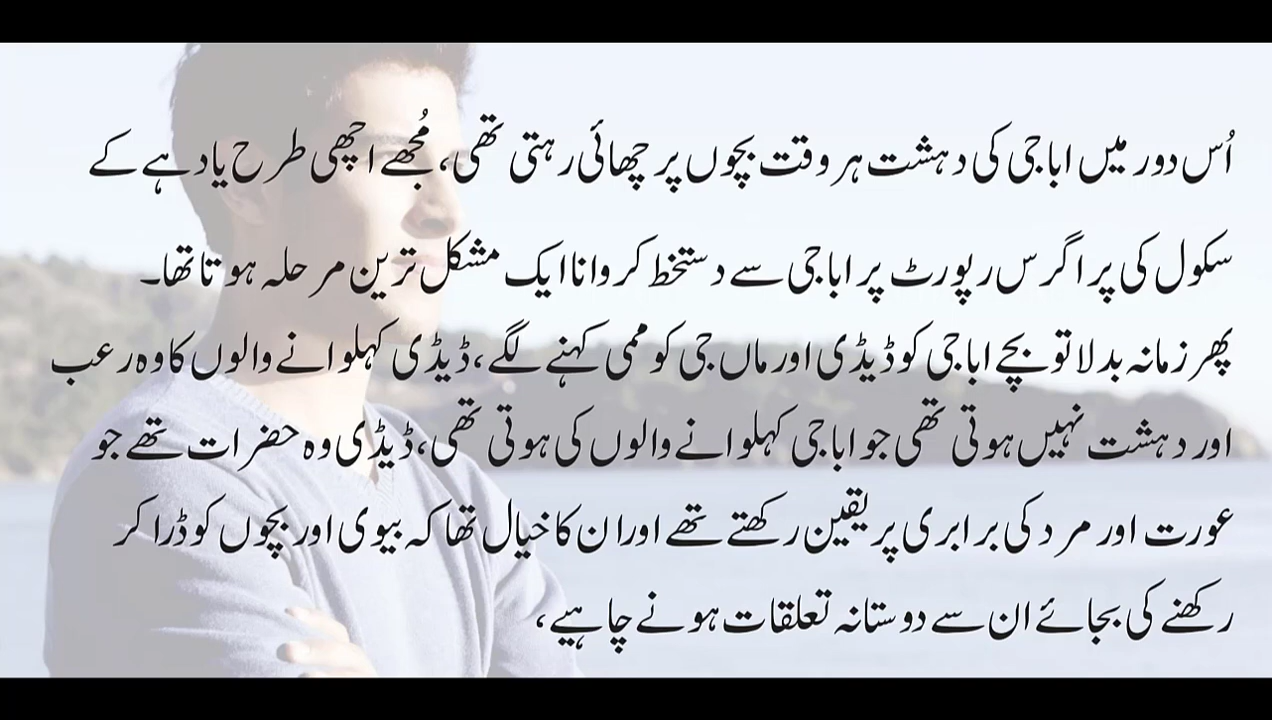 اُس دور میں اباجی کی دہشت ہر وقت بچوں پر چھائی رہتی تھی، مُجھے اچھی طرح یاد ہے کے
سکول کی پراگرس رپورٹ پر اباجی سے دستخط کروانا ایک مشکل ترین مرحلہ ہوتا تھا۔
پھر زمانہ بدلا تو بچے اباجی کو ڈیڈی اور ماں جی کو ممی کہنے لگے، ڈیڈی کہلوانے والوں کا وہ رعب
اور دہشت نہیں ہوتی تھی جو اباجی کہلوانے والوں کی ہوتی تھی، ڈیڈی وہ حضرات تھے جو
عورت اور مرد کی برابری پر یقین رکھتے تھے اور ان کا خیال تھا کہ بیوی اور بچوں کو ڈرا کر
رکھنے کی بجائے ان سے دوستانہ تعلقات ہونے چاہیے،